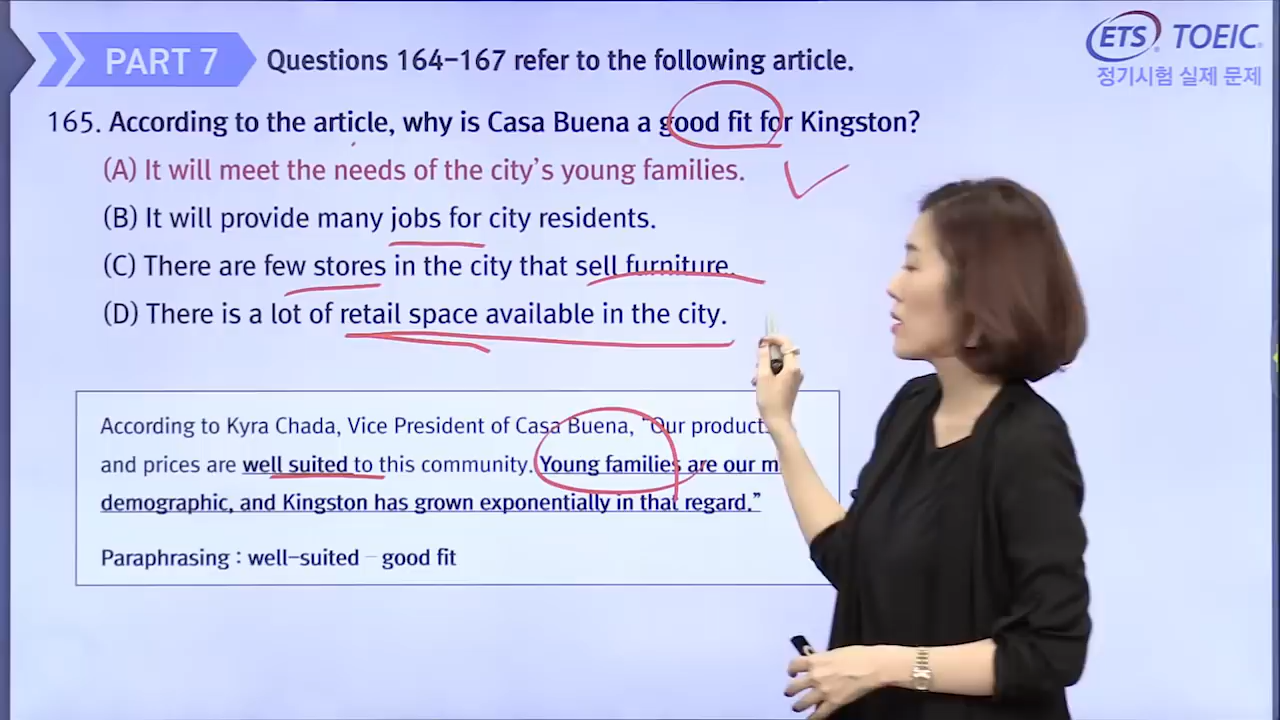 PART 7
Questions 164–167 refer to the following article.
ETS TOEIC
정기시험 실제 문제
165. According to the article, why is Casa Buena a good fit for Kingston?
(A) It will meet the needs of the city's young families.
(B) It will provide many jobs for city residents.
(C) There are few stores in the city that sell furniture.
(D) There is a lot of retail space available in the city.
According to Kyra Chada, Vice President of Casa Buena, “Our product
and prices are well suited to this community. Young families are our
demographic, and Kingston has grown exponentially in that regard.”
Paraphrasing : well–suited – good fit